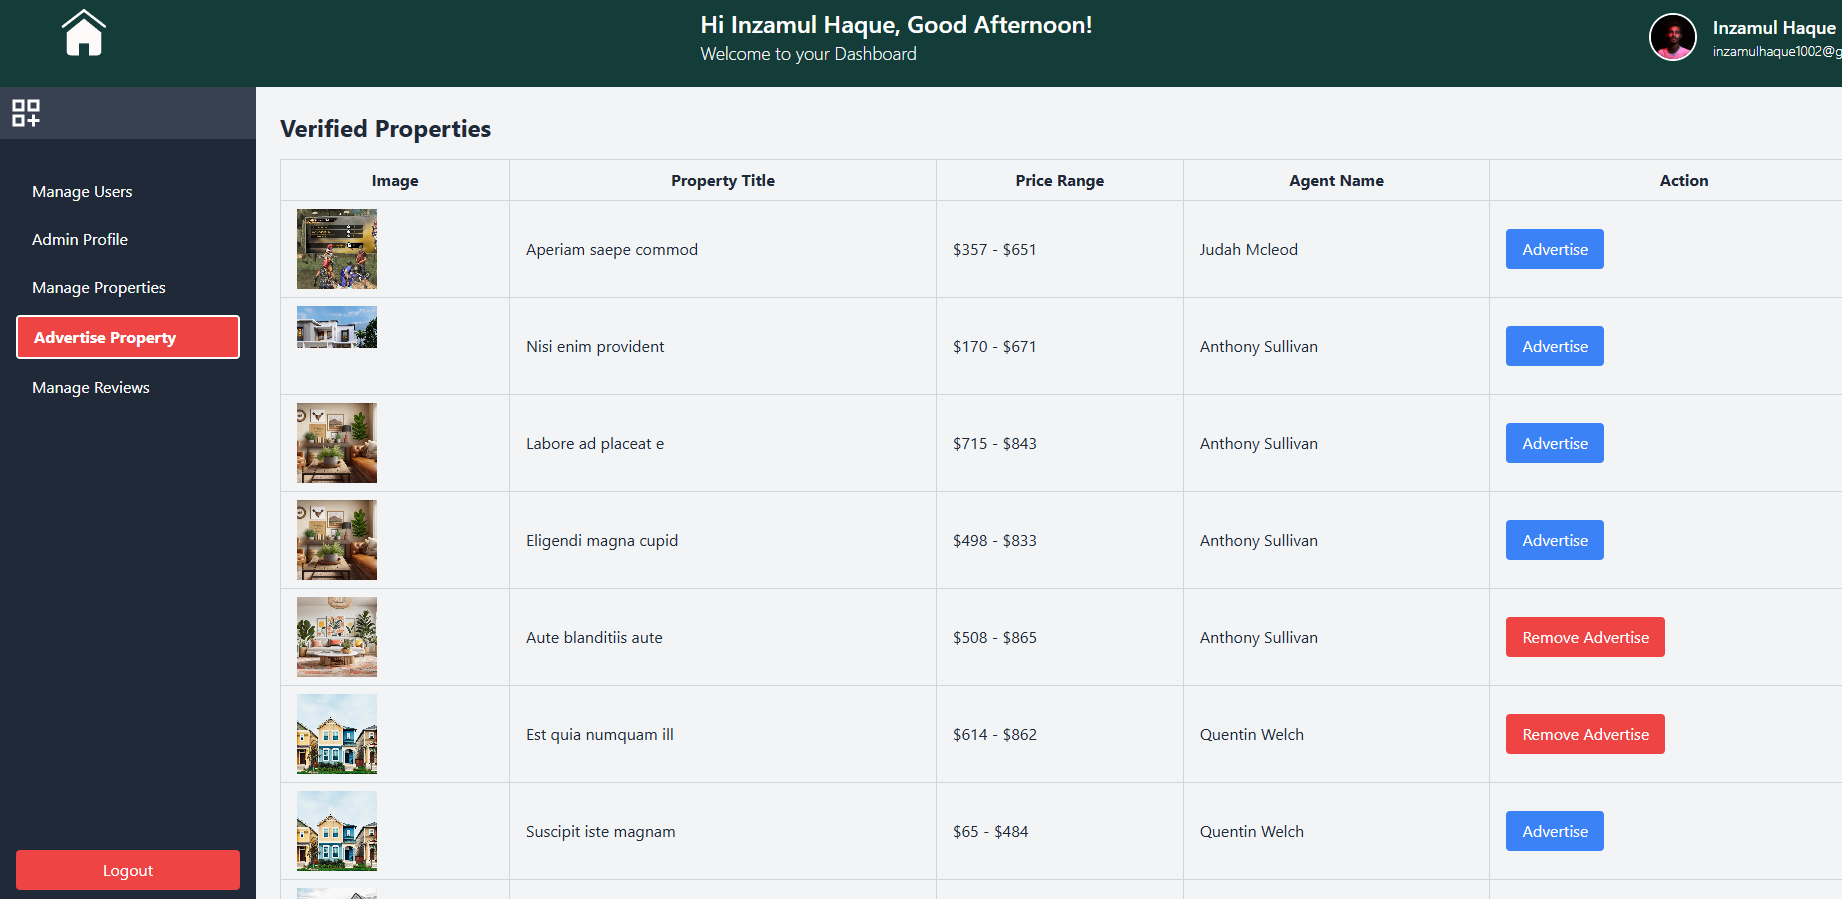 Hi Inzamul Haque, Good Afternoon!
Welcome to your Dashboard
Inzamul Haque
inzamulhaque1002@g
Manage Users
Admin Profile
Manage Properties
Advertise Property
Manage Reviews
Logout
Verified Properties
Image Property Title Price Range Agent Name Action
Aperiam saepe commod $357 - $651 Judah Mcleod Advertise
Nisi enim provident $170 - $671 Anthony Sullivan Advertise
Labore ad placeat e $715 - $843 Anthony Sullivan Advertise
Eligendi magna cupid $498 - $833 Anthony Sullivan Advertise
Aute blanditiis aute $508 - $865 Anthony Sullivan Remove Advertise
Est quia numquam ill $614 - $862 Quentin Welch Remove Advertise
Suscipit iste magnam $65 - $484 Quentin Welch Advertise